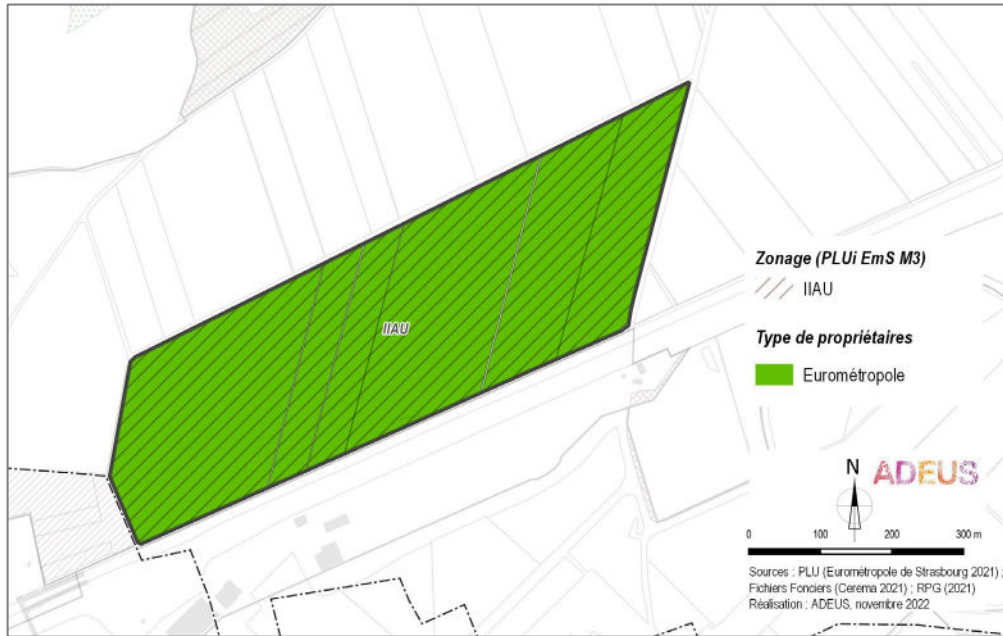 IIAU
Zonage (PLUi EmS M3)
IIAU
Type de propriétaires
Eurométropole
N
ADEUS
0 100 200 300 m
Sources : PLU (Eurométropole de Strasbourg 2021) ;
Fichiers Fonciers (Cerema 2021) ; RPG (2021)
Réalisation : ADEUS, novembre 2022